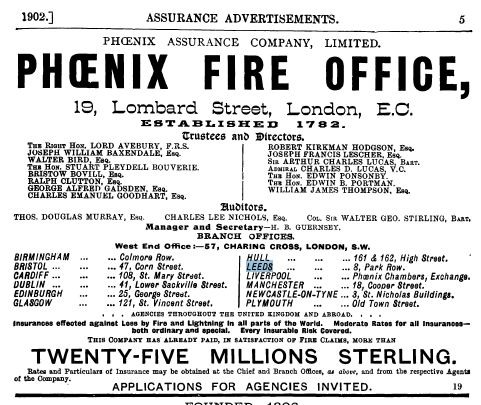 1902.] ASSURANCE ADVERTISEMENTS. 5
PHŒNIX ASSURANCE COMPANY, LIMITED.
PHŒNIX FIRE OFFICE,
19, Lombard Street, London, E.C.
ESTABLISHED 1782.
Trustees and Directors.
The Right Hon. LORD AVEBURY, F.R.S.
JOSEPH WILLIAM BAXENDALE, Esq.
WALTER BIRD, Esq.
The Hon. STUART PLEYDELL BOUVERIE.
BRISTOW BOVILL, Esq.
RALPH CLUTTON, Esq.
GEORGE ALFRED GADSDEN, Esq.
CHARLES EMANUEL GOODHART, Esq.
ROBERT KIRKMAN HODGSON, Esq.
JOSEPH FRANCIS LESCHER, Esq.
Sir ARTHUR CHARLES LUCAS, Bart.
Admiral CHARLES D. LUCAS, V.C.
The Hon. EDWIN PONSONBY.
The Hon. EDWIN B. PORTMAN.
WILLIAM JAMES THOMPSON, Esq.
Auditors.
THOS. DOUGLAS MURRAY, Esq. CHARLES LEE NICHOLS, Esq. Col. Sir WALTER GEO. STIRLING, Bart.
Manager and Secretary—H. B. GUERNSEY.
BRANCH OFFICES.
West End Office:—57, CHARING CROSS, LONDON, S.W.
BIRMINGHAM ... ... Colmore Row.
BRISTOL ... ... 47, Corn Street.
CARDIFF ... ... 108, St. Mary Street.
DUBLIN ... ... 41, Lower Sackville Street.
EDINBURGH ... 25, George Street.
GLASGOW ... ... 121, St. Vincent Street.
HULL ... ... ... 161 & 162, High Street.
LEEDS ... ... 8, Park Row.
LIVERPOOL ... ... Phœnix Chambers, Exchange.
MANCHESTER ... 18, Cooper Street.
NEWCASTLE-ON-TYNE ... 3, St. Nicholas Buildings.
PLYMOUTH ... ... Old Town Street.
. . . AGENCIES THROUGHOUT THE UNITED KINGDOM AND ABROAD. . . .
Insurances effected against Loss by Fire and Lightning in all parts of the World. Moderate Rates for all Insurances—
both ordinary and special. Every Insurable Risk Covered.
This Company has already paid, in satisfaction of Fire Claims, more than
TWENTY-FIVE MILLIONS STERLING.
Rates and Particulars of Insurance may be obtained at the Chief and Branch Offices, as above, and from the respective Agents
of the Company.
APPLICATIONS FOR AGENCIES INVITED. 19